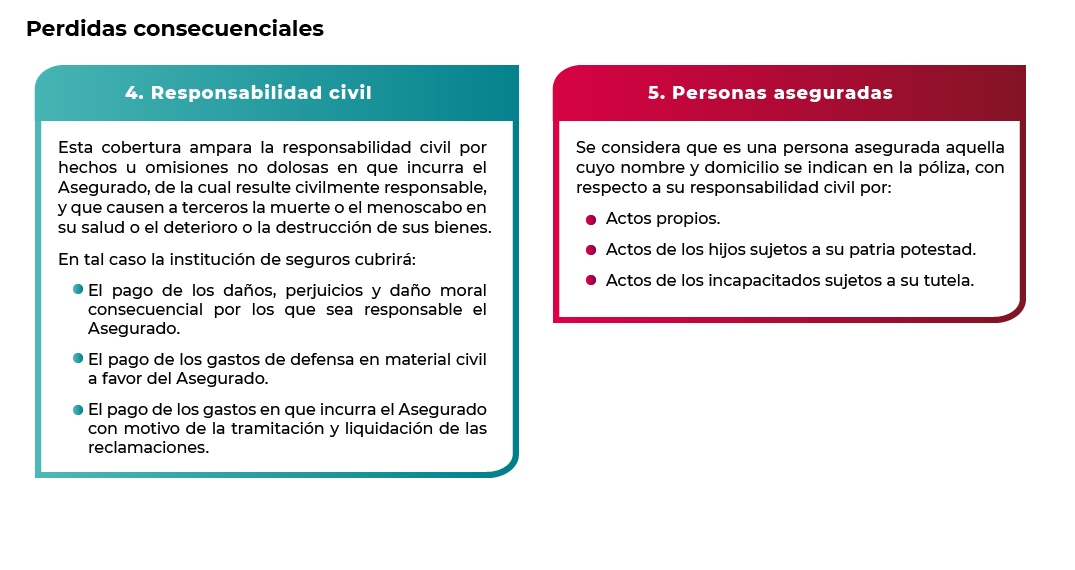 Perdidas consecuenciales
4. Responsabilidad civil
Esta cobertura ampara la responsabilidad civil por
hechos u omisiones no dolosas en que incurra el
Asegurado, de la cual resulte civilmente responsable,
y que causen a terceros la muerte o el menoscabo en
su salud o el deterioro o la destrucción de sus bienes.
En tal caso la institución de seguros cubrirá:
El pago de los daños, perjuicios y daño moral
consecuencial por los que sea responsable el
Asegurado.
El pago de los gastos de defensa en material civil
a favor del Asegurado.
El pago de los gastos en que incurra el Asegurado
con motivo de la tramitación y liquidación de las
reclamaciones.
5. Personas aseguradas
Se considera que es una persona asegurada aquella
cuyo nombre y domicilio se indican en la póliza, con
respecto a su responsabilidad civil por:
Actos propios.
Actos de los hijos sujetos a su patria potestad.
Actos de los incapacitados sujetos a su tutela.